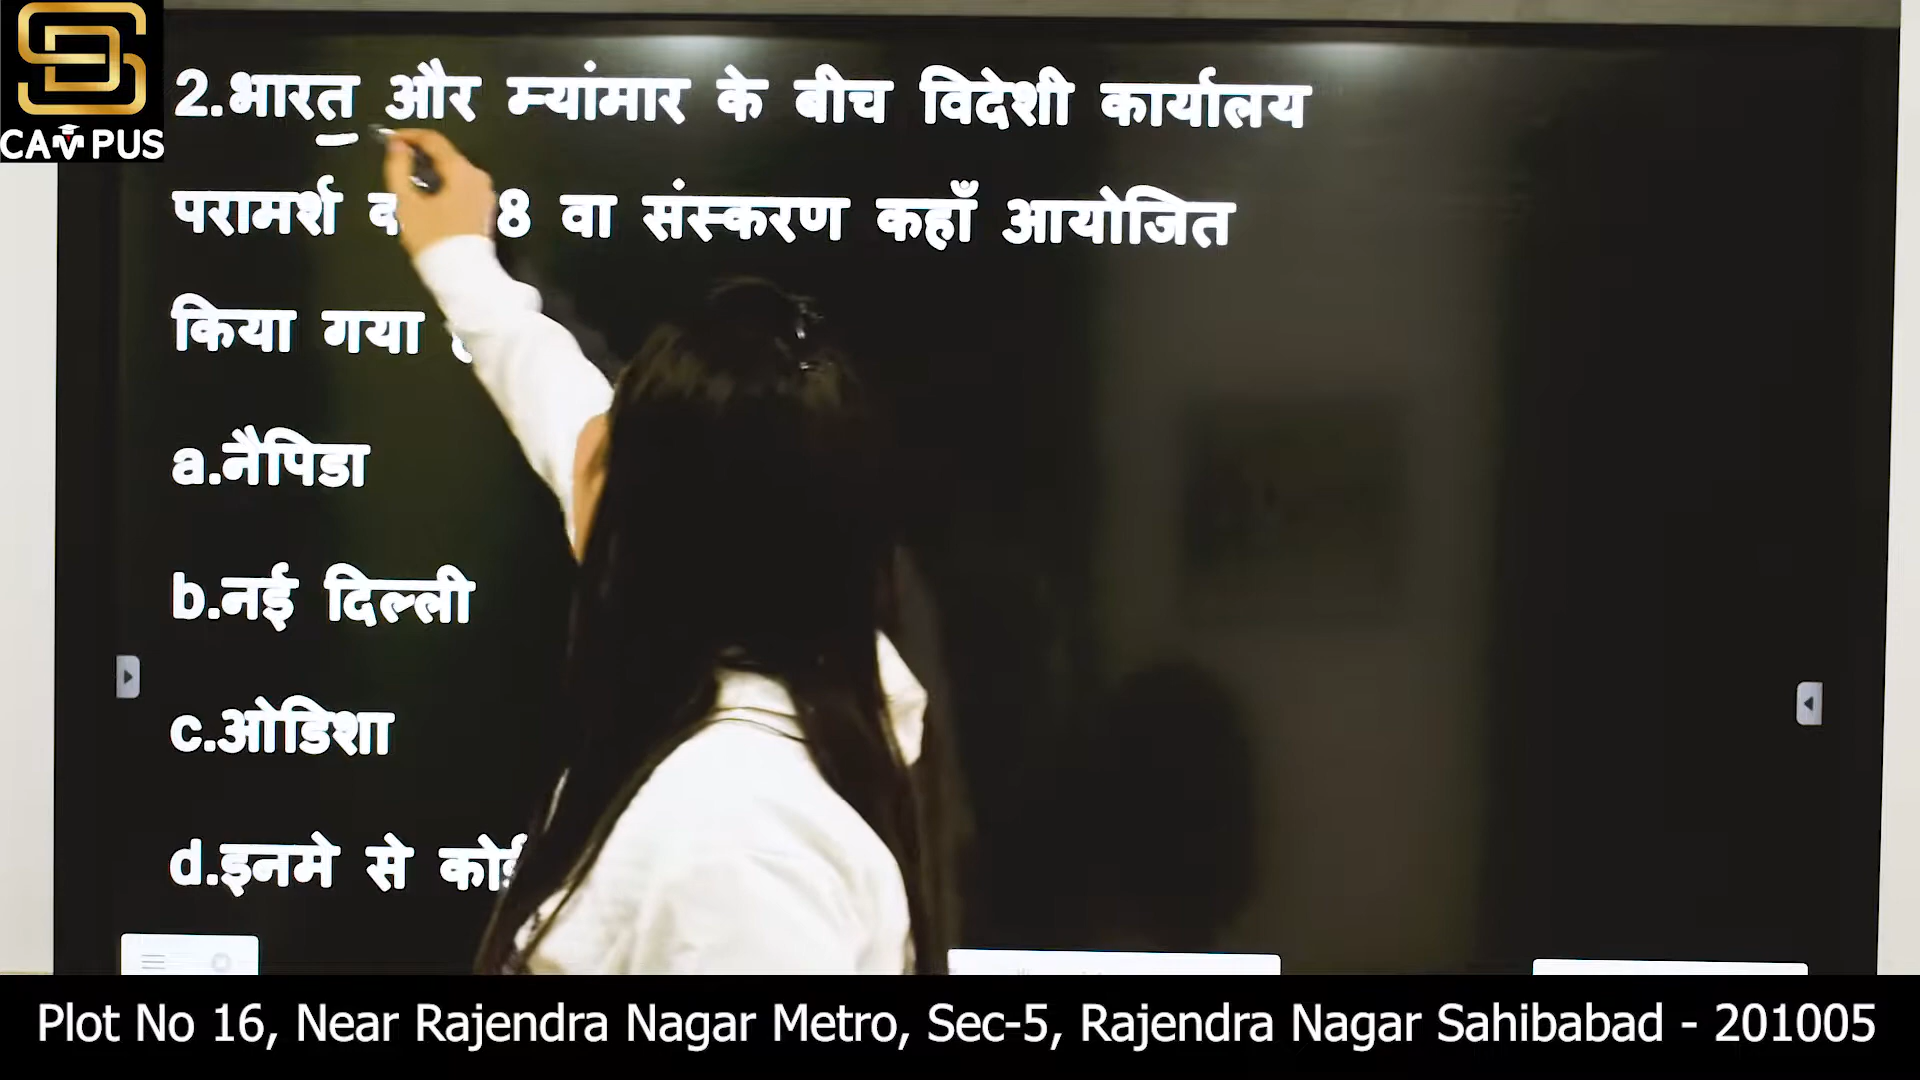 SD
CAMPUS
2.भारत और म्यांमार के बीच विदेशी कार्यालय
परामर्श 8 वा संस्करण कहाँ आयोजित
किया गया
a.नैपिडा
b.नई दिल्ली
c.ओडिशा
d.इनमे से कोई
Plot No 16, Near Rajendra Nagar Metro, Sec-5, Rajendra Nagar Sahibabad - 201005